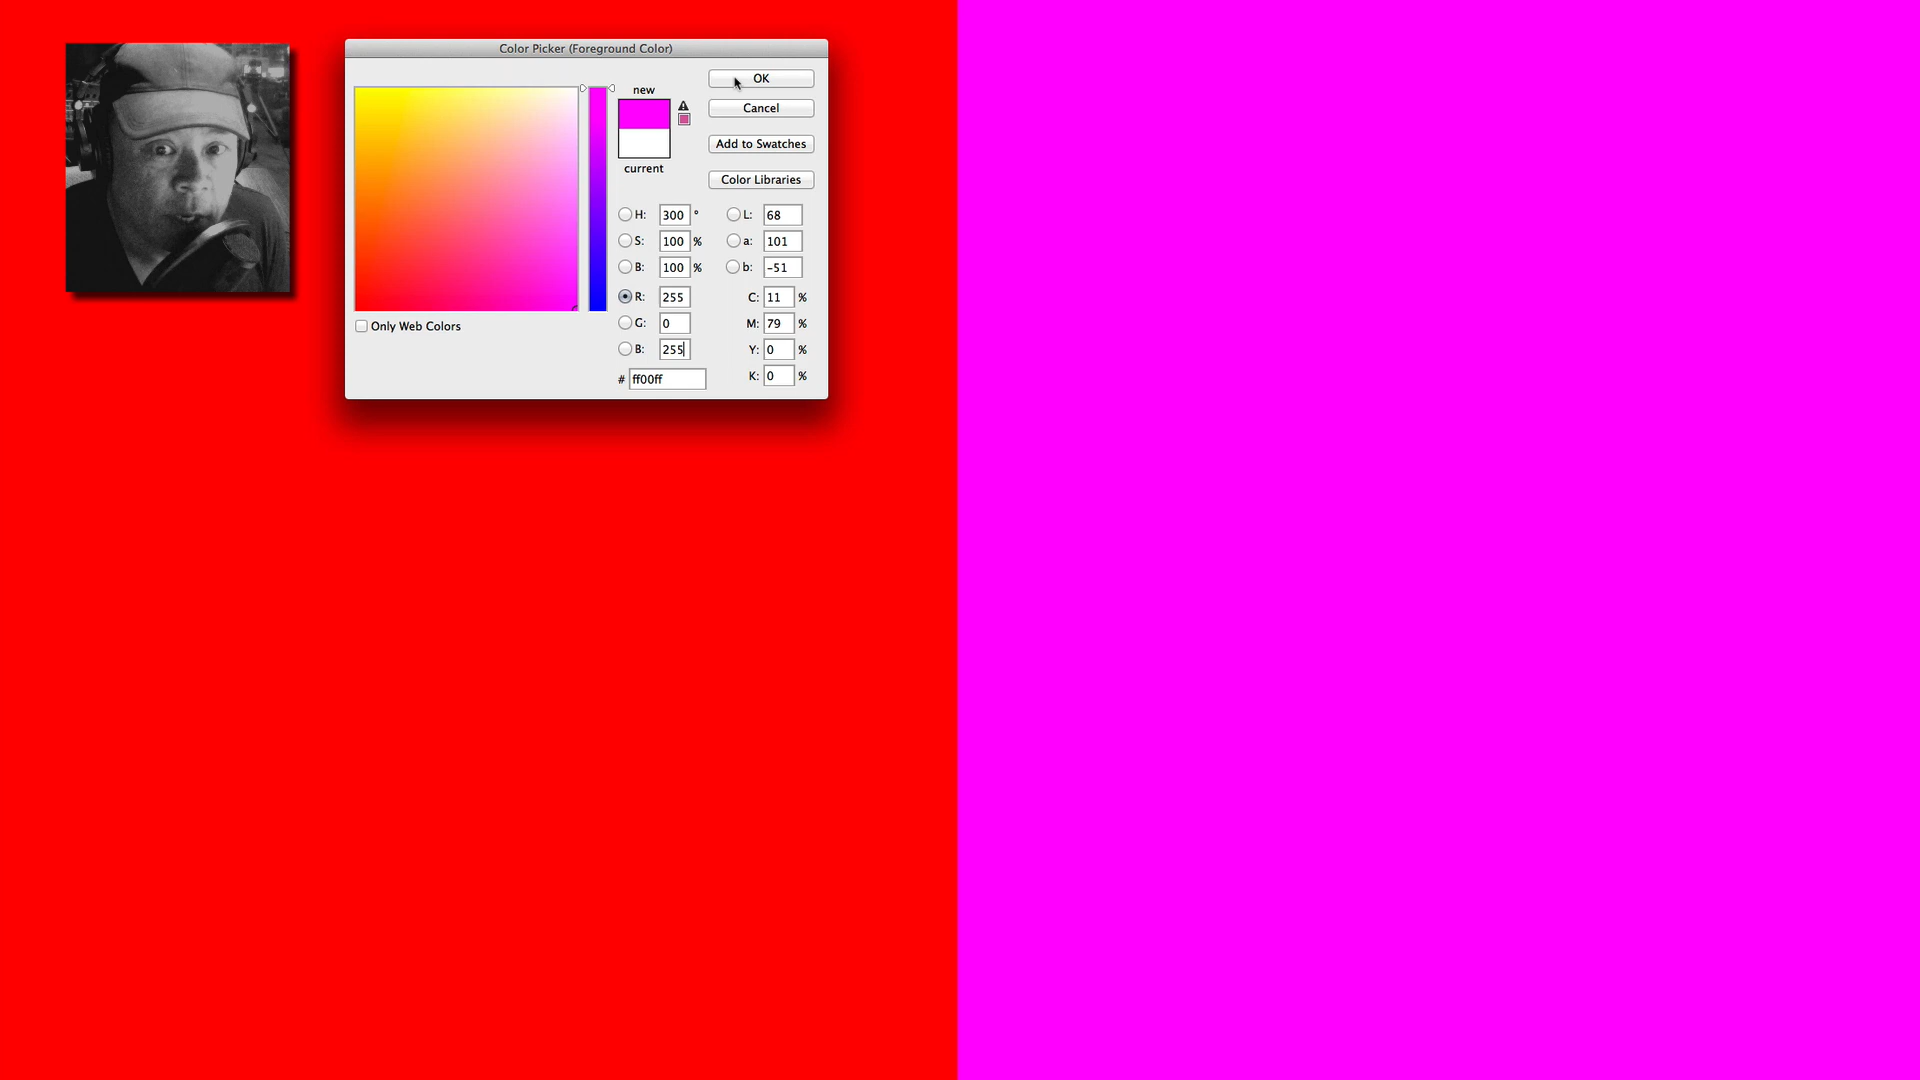 Color Picker (Foreground Color)
new
current
OK
Cancel
Add to Swatches
Color Libraries
H: 300 °
S: 100 %
B: 100 %
R: 255
G: 0
B: 255
# ff00ff
L: 68
a: 101
b: -51
C: 11 %
M: 79 %
Y: 0 %
K: 0 %
Only Web Colors